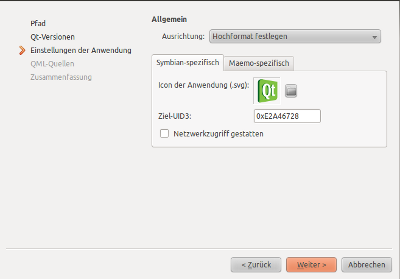 Pfad
Qt-Versionen
Einstellungen der Anwendung
QML-Quellen
Zusammenfassung
Allgemein
Ausrichtung: Hochformat festlegen
Symbian-spezifisch Maemo-spezifisch
Icon der Anwendung (.svg): Qt
Ziel-UID3: 0xE2A46728
Netzwerkzugriff gestatten
< Zurück Weiter > Abbrechen